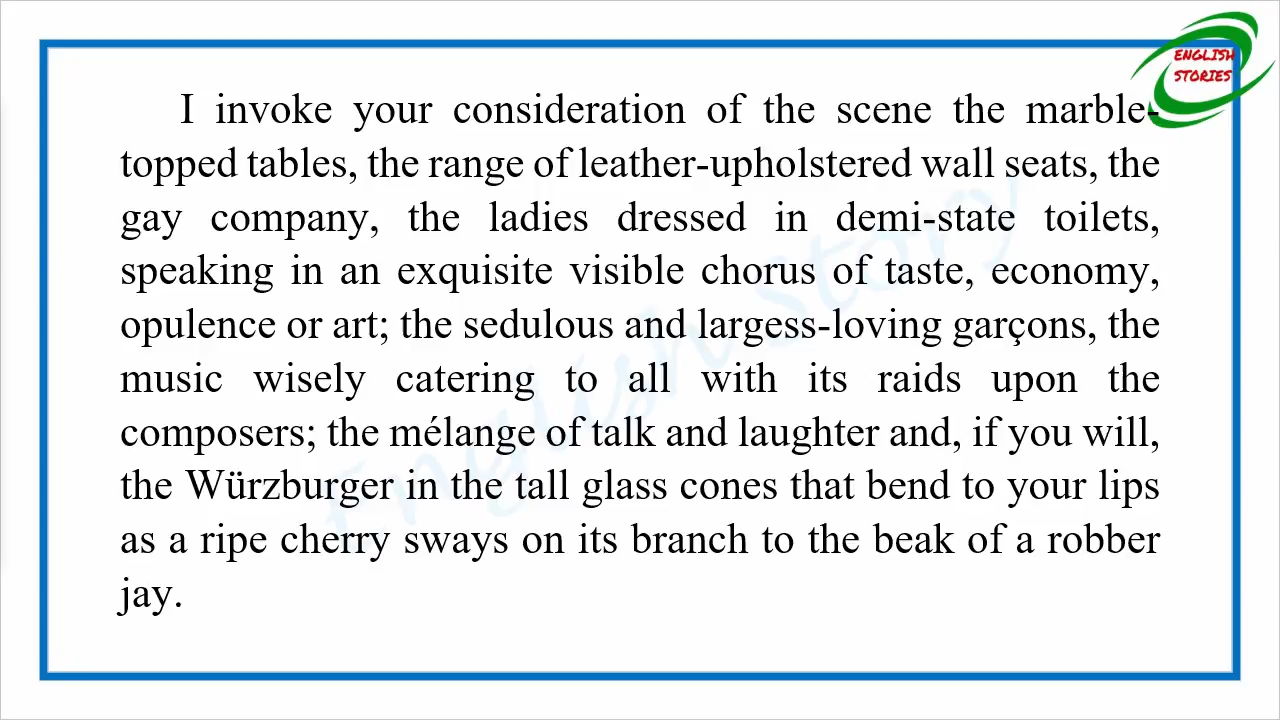 ENGLISH
STORIES
I invoke your consideration of the scene the marble-
topped tables, the range of leather-upholstered wall seats, the
gay company, the ladies dressed in demi-state toilets,
speaking in an exquisite visible chorus of taste, economy,
opulence or art; the sedulous and largess-loving garçons, the
music wisely catering to all with its raids upon the
composers; the mélange of talk and laughter and, if you will,
the Würzburger in the tall glass cones that bend to your lips
as a ripe cherry sways on its branch to the beak of a robber
jay.
English Story